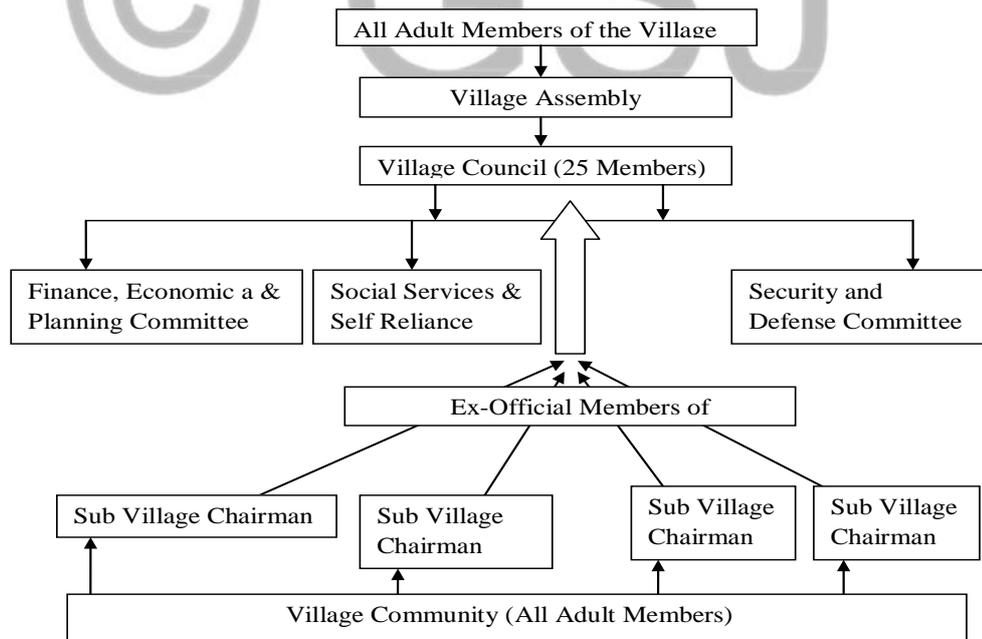 © GSJ
All Adult Members of the Village
Village Assembly
Village Council (25 Members)
Finance, Economic a &
Planning Committee
Social Services &
Self Reliance
Security and
Defense Committee
Ex-Official Members of
Sub Village Chairman
Sub Village
Chairman
Sub Village
Chairman
Sub Village
Chairman
Village Community (All Adult Members)